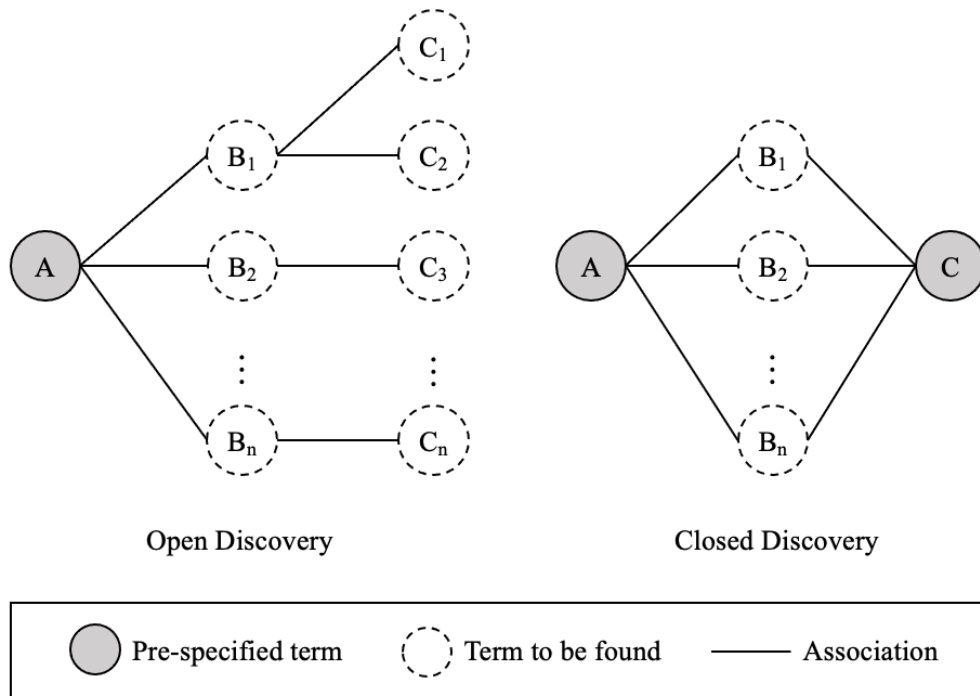 C₁
B₁ C₂ B₁
A B₂ C₃ A B₂ C
⋮ ⋮ ⋮
Bₙ Cₙ Bₙ
Open Discovery Closed Discovery
Pre-specified term Term to be found Association